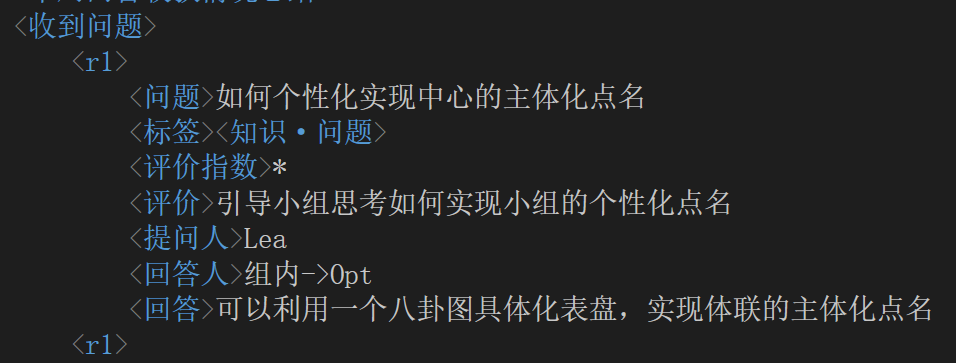 <收到问题>
<r1>
<问题>如何个性化实现中心的主体化点名
<标签><知识·问题>
<评价指数>*
<评价>引导小组思考如何实现小组的个性化点名
<提问人>Lea
<回答人>组内->Opt
<回答>可以利用一个八卦图具体化表盘，实现体联的主体化点名
<r1>